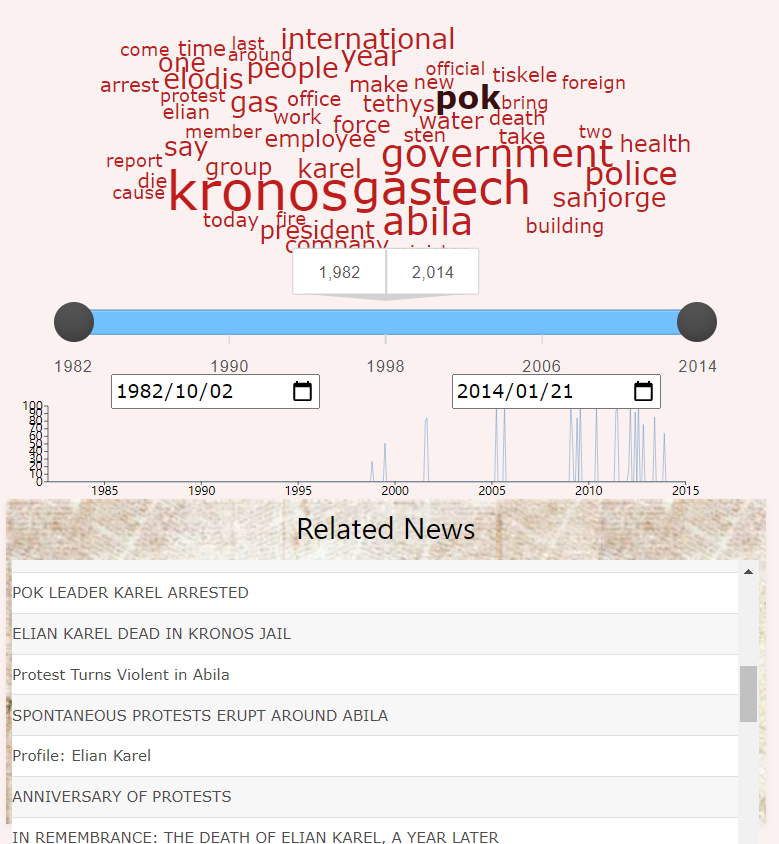 international
come time last
around
one people year
official
arrest elodis make new tiskele foreign
protest gas office tethys pok bring
elian work force water death
member employee sten take two health
say government
report group karel police
die kronos gastech sanjorge
cause
today fire abila building
president
company
1,982 2,014
1982 1990 1998 2006 2014
1982/10/02 2014/01/21
100
90
80
70
60
50
40
30
20
10
0
1985 1990 1995 2000 2005 2010 2015
Related News
POK LEADER KAREL ARRESTED
ELIAN KAREL DEAD IN KRONOS JAIL
Protest Turns Violent in Abila
SPONTANEOUS PROTESTS ERUPT AROUND ABILA
Profile: Elian Karel
ANNIVERSARY OF PROTESTS
IN REMEMBRANCE: THE DEATH OF ELIAN KAREL, A YEAR LATER